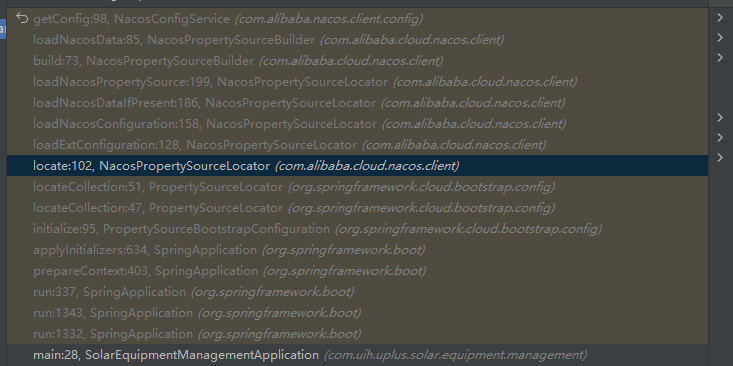 getConfig:98, NacosConfigService (com.alibaba.nacos.client.config)
loadNacosData:85, NacosPropertySourceBuilder (com.alibaba.cloud.nacos.client)
build:73, NacosPropertySourceBuilder (com.alibaba.cloud.nacos.client)
loadNacosPropertySource:199, NacosPropertySourceLocator (com.alibaba.cloud.nacos.client)
loadNacosDataIfPresent:186, NacosPropertySourceLocator (com.alibaba.cloud.nacos.client)
loadNacosConfiguration:158, NacosPropertySourceLocator (com.alibaba.cloud.nacos.client)
loadExtConfiguration:128, NacosPropertySourceLocator (com.alibaba.cloud.nacos.client)
locate:102, NacosPropertySourceLocator (com.alibaba.cloud.nacos.client)
locateCollection:51, PropertySourceLocator (org.springframework.cloud.bootstrap.config)
locateCollection:47, PropertySourceLocator (org.springframework.cloud.bootstrap.config)
initialize:95, PropertySourceBootstrapConfiguration (org.springframework.cloud.bootstrap.config)
applyInitializers:634, SpringApplication (org.springframework.boot)
prepareContext:403, SpringApplication (org.springframework.boot)
run:337, SpringApplication (org.springframework.boot)
run:1343, SpringApplication (org.springframework.boot)
run:1332, SpringApplication (org.springframework.boot)
main:28, SolarEquipmentManagementApplication (com.uih.uplus.solar.equipment.management)